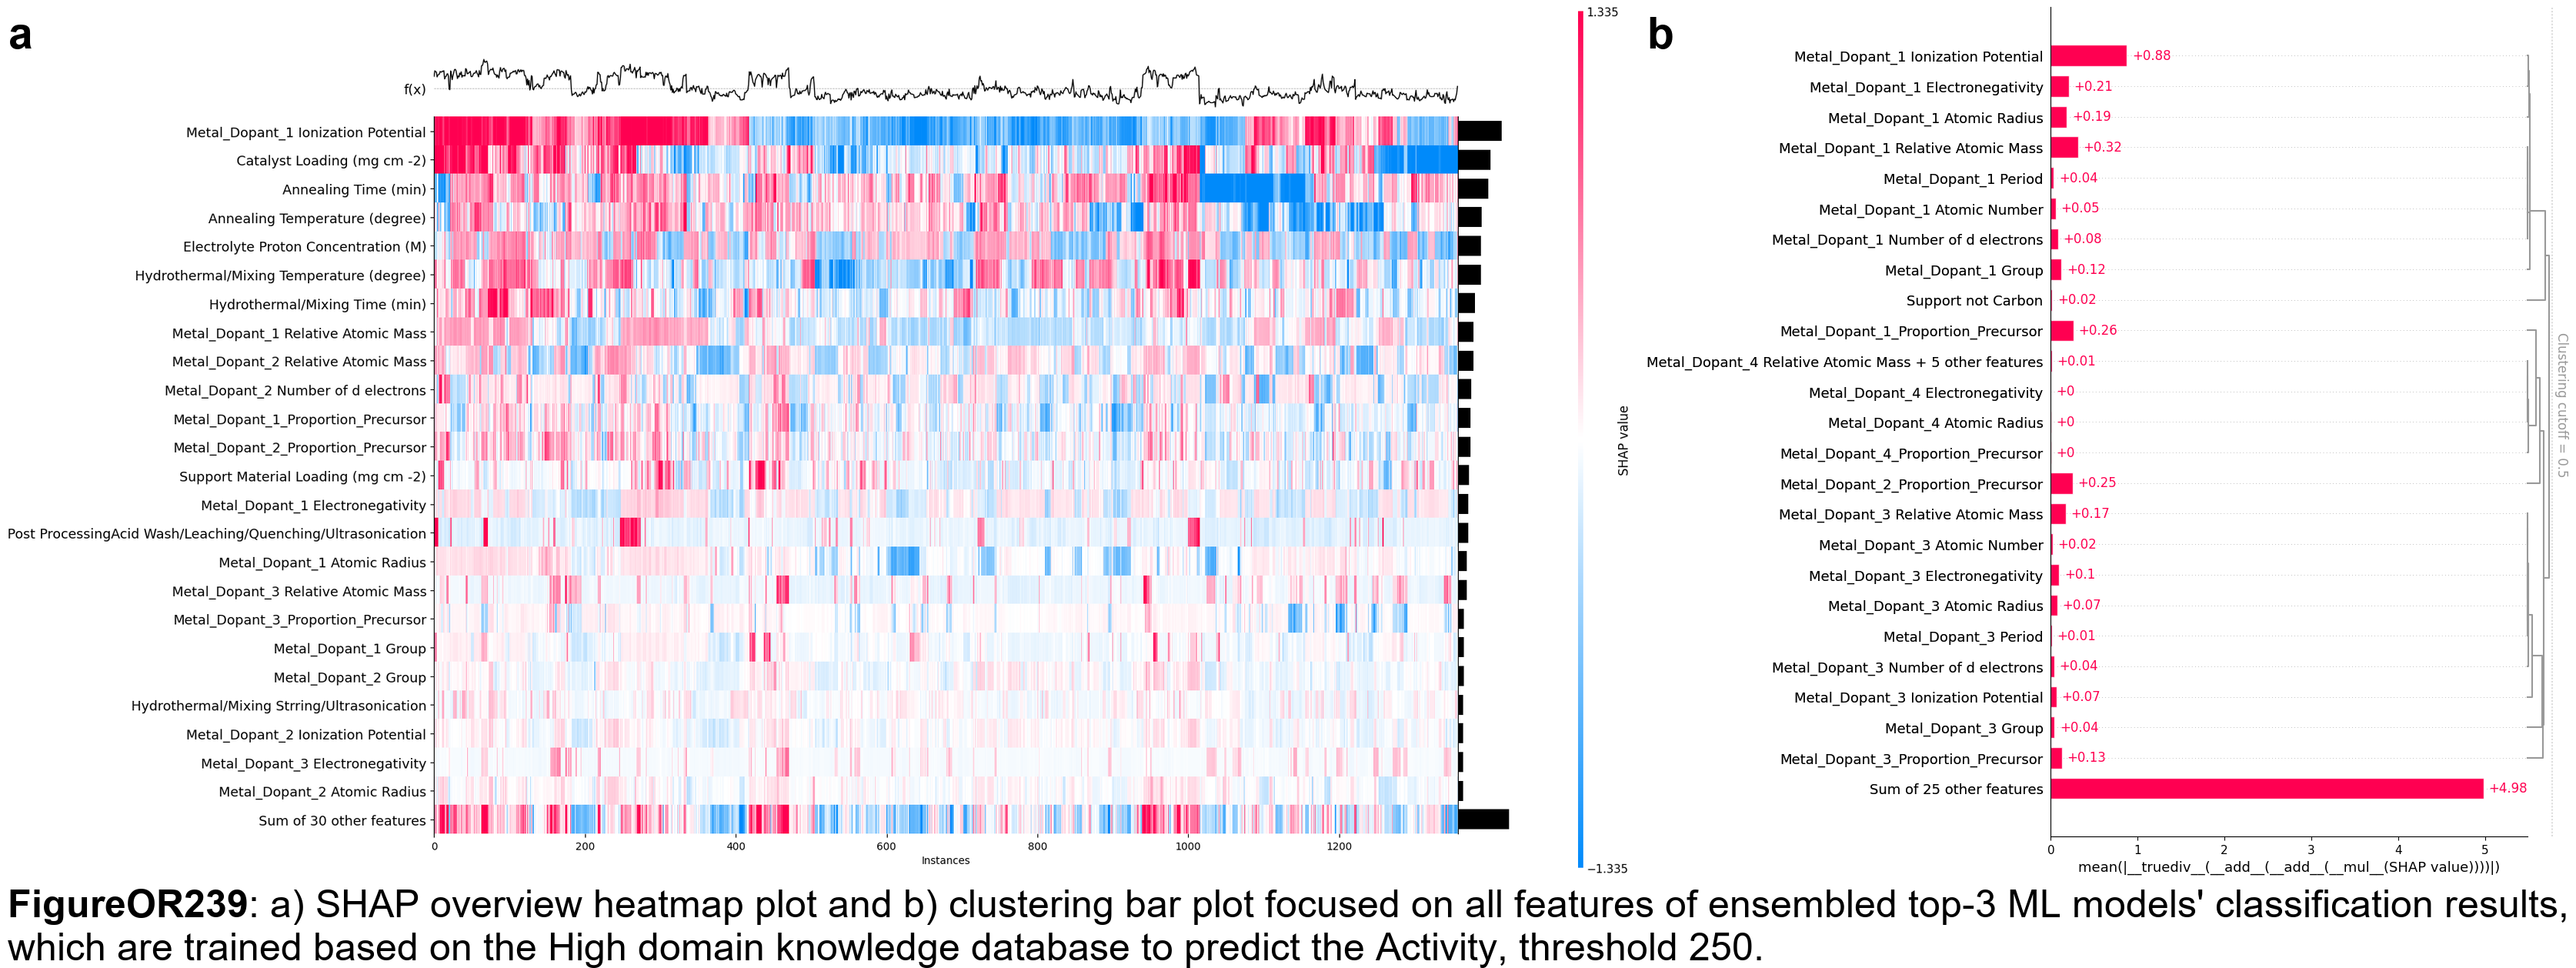 a
f(x)
Metal_Dopant_1 Ionization Potential
Catalyst Loading (mg cm -2)
Annealing Time (min)
Annealing Temperature (degree)
Electrolyte Proton Concentration (M)
Hydrothermal/Mixing Temperature (degree)
Hydrothermal/Mixing Time (min)
Metal_Dopant_1 Relative Atomic Mass
Metal_Dopant_2 Relative Atomic Mass
Metal_Dopant_2 Number of d electrons
Metal_Dopant_1_Proportion_Precursor
Metal_Dopant_2_Proportion_Precursor
Support Material Loading (mg cm -2)
Metal_Dopant_1 Electronegativity
Post ProcessingAcid Wash/Leaching/Quenching/Ultrasonication
Metal_Dopant_1 Atomic Radius
Metal_Dopant_3 Relative Atomic Mass
Metal_Dopant_3_Proportion_Precursor
Metal_Dopant_1 Group
Metal_Dopant_2 Group
Hydrothermal/Mixing Strring/Ultrasonication
Metal_Dopant_2 Ionization Potential
Metal_Dopant_3 Electronegativity
Metal_Dopant_2 Atomic Radius
Sum of 30 other features
0 200 400 600 800 1000 1200
Instances
1.335
SHAP value
−1.335
b
Metal_Dopant_1 Ionization Potential +0.88
Metal_Dopant_1 Electronegativity +0.21
Metal_Dopant_1 Atomic Radius +0.19
Metal_Dopant_1 Relative Atomic Mass +0.32
Metal_Dopant_1 Period +0.04
Metal_Dopant_1 Atomic Number +0.05
Metal_Dopant_1 Number of d electrons +0.08
Metal_Dopant_1 Group +0.12
Support not Carbon +0.02
Metal_Dopant_1_Proportion_Precursor +0.26
Metal_Dopant_4 Relative Atomic Mass + 5 other features +0.01
Metal_Dopant_4 Electronegativity +0
Metal_Dopant_4 Atomic Radius +0
Metal_Dopant_4_Proportion_Precursor +0
Metal_Dopant_2_Proportion_Precursor +0.25
Metal_Dopant_3 Relative Atomic Mass +0.17
Metal_Dopant_3 Atomic Number +0.02
Metal_Dopant_3 Electronegativity +0.1
Metal_Dopant_3 Atomic Radius +0.07
Metal_Dopant_3 Period +0.01
Metal_Dopant_3 Number of d electrons +0.04
Metal_Dopant_3 Ionization Potential +0.07
Metal_Dopant_3 Group +0.04
Metal_Dopant_3_Proportion_Precursor +0.13
Sum of 25 other features +4.98
0 1 2 3 4 5
mean(|__truediv__(__add__(__add__(__mul__(SHAP value))))|)
Clustering cutoff = 0.5
FigureOR239: a) SHAP overview heatmap plot and b) clustering bar plot focused on all features of ensembled top-3 ML models' classification results,
which are trained based on the High domain knowledge database to predict the Activity, threshold 250.